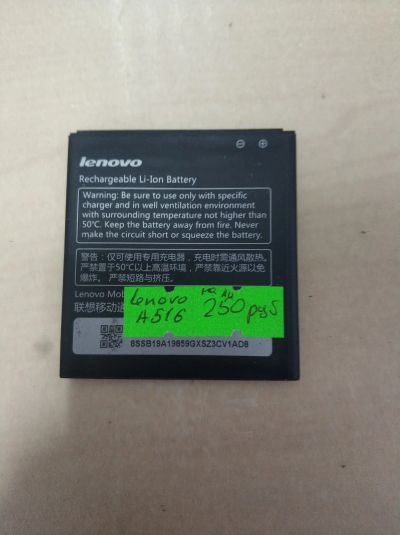 lenovo
Rechargeable Li-Ion Battery
Warning: Be sure to use only with specific
charger and in well ventilation environment
with surrounding temperature not higher than
50℃. Keep the battery away from fire. Never
make the circuit short or squeeze the battery.
警告：仅可使用专用充电器，充电时需通风散热。
严禁置于50℃以上高温环境，严禁靠近火源以免
爆炸。 严禁短路与挤压。
Lenovo Mob
联想移动
Lenovo
A516
250 руб
8SSB19A19859GXSZ3CV1AD8